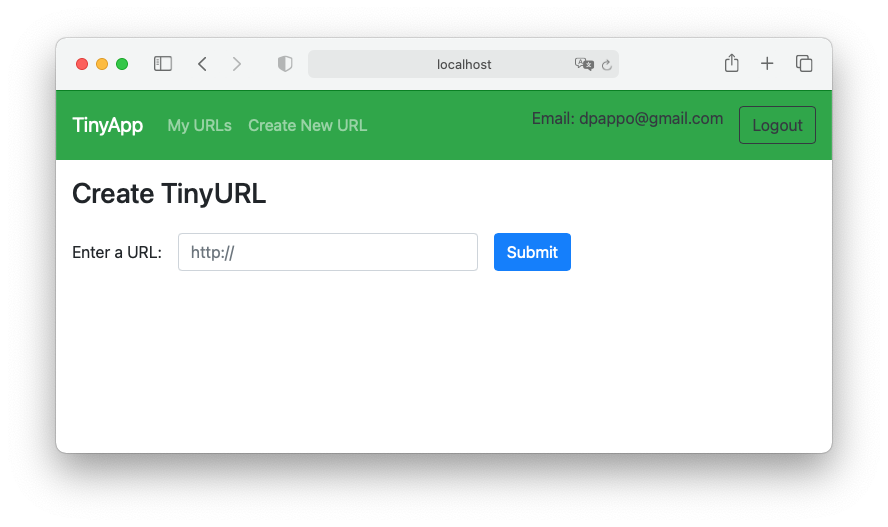 localhost
TinyApp My URLs Create New URL Email: dpappo@gmail.com Logout
Create TinyURL
Enter a URL: http:// Submit